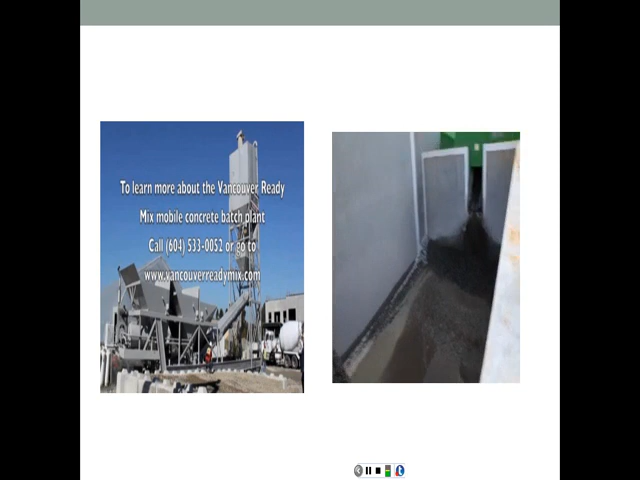 To learn more about the Vancouver Ready
Mix mobile concrete batch plant
Call (604) 533-0052 or go to
www.vancouverreadymix.com